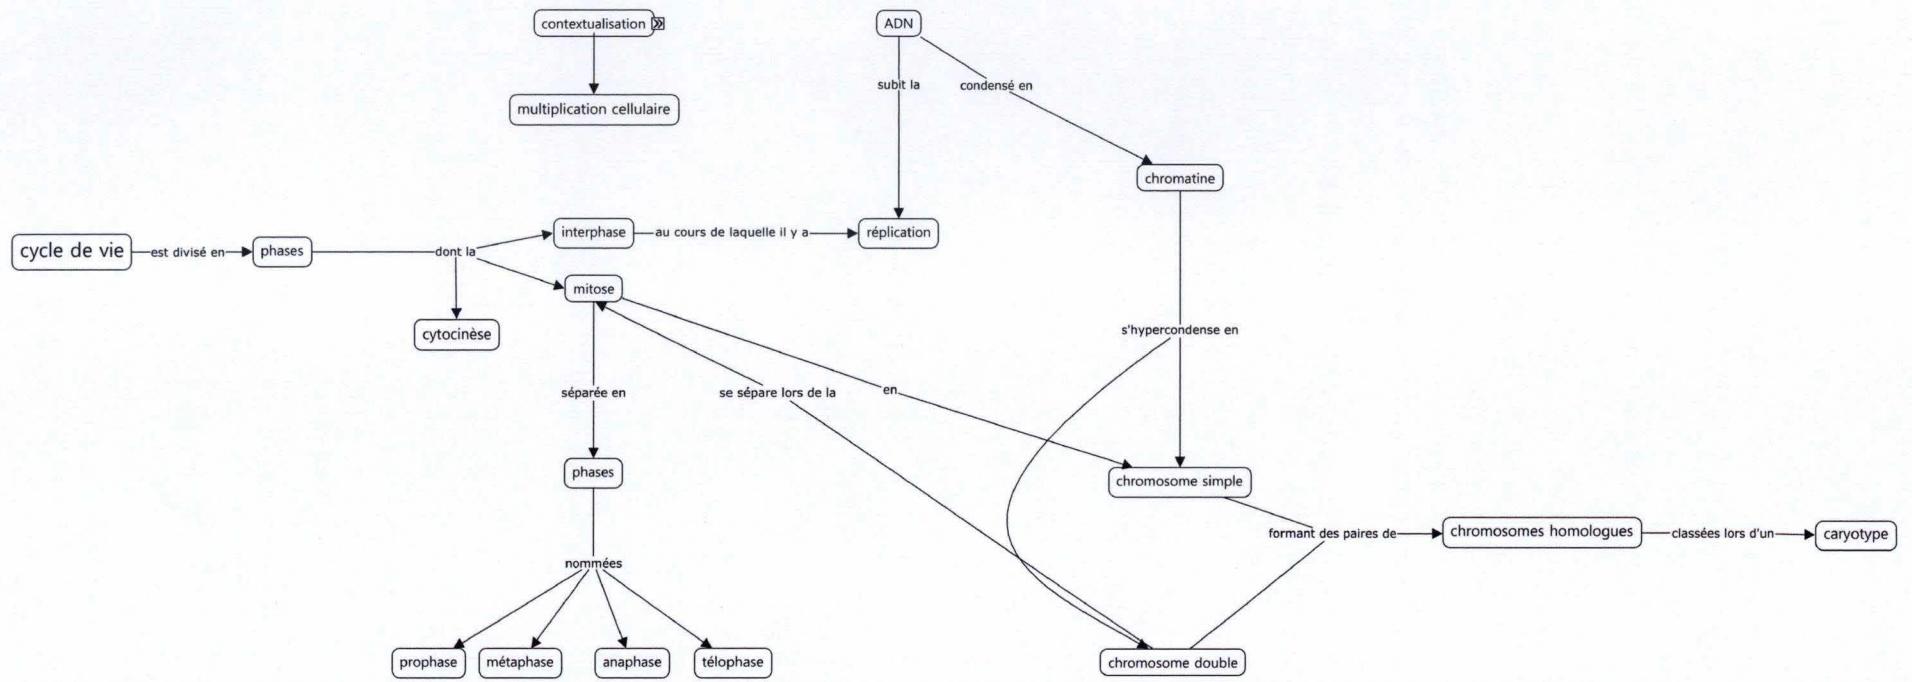 contextualisation
ADN
subit la
condensé en
multiplication cellulaire
chromatine
cycle de vie
est divisé en
phases
dont la
interphase
au cours de laquelle il y a
réplication
mitose
cytocinèse
s'hypercondense en
séparée en
se sépare lors de la
en
phases
chromosome simple
formant des paires de
chromosomes homologues
classées lors d'un
caryotype
nommées
prophase
métaphase
anaphase
télophase
chromosome double